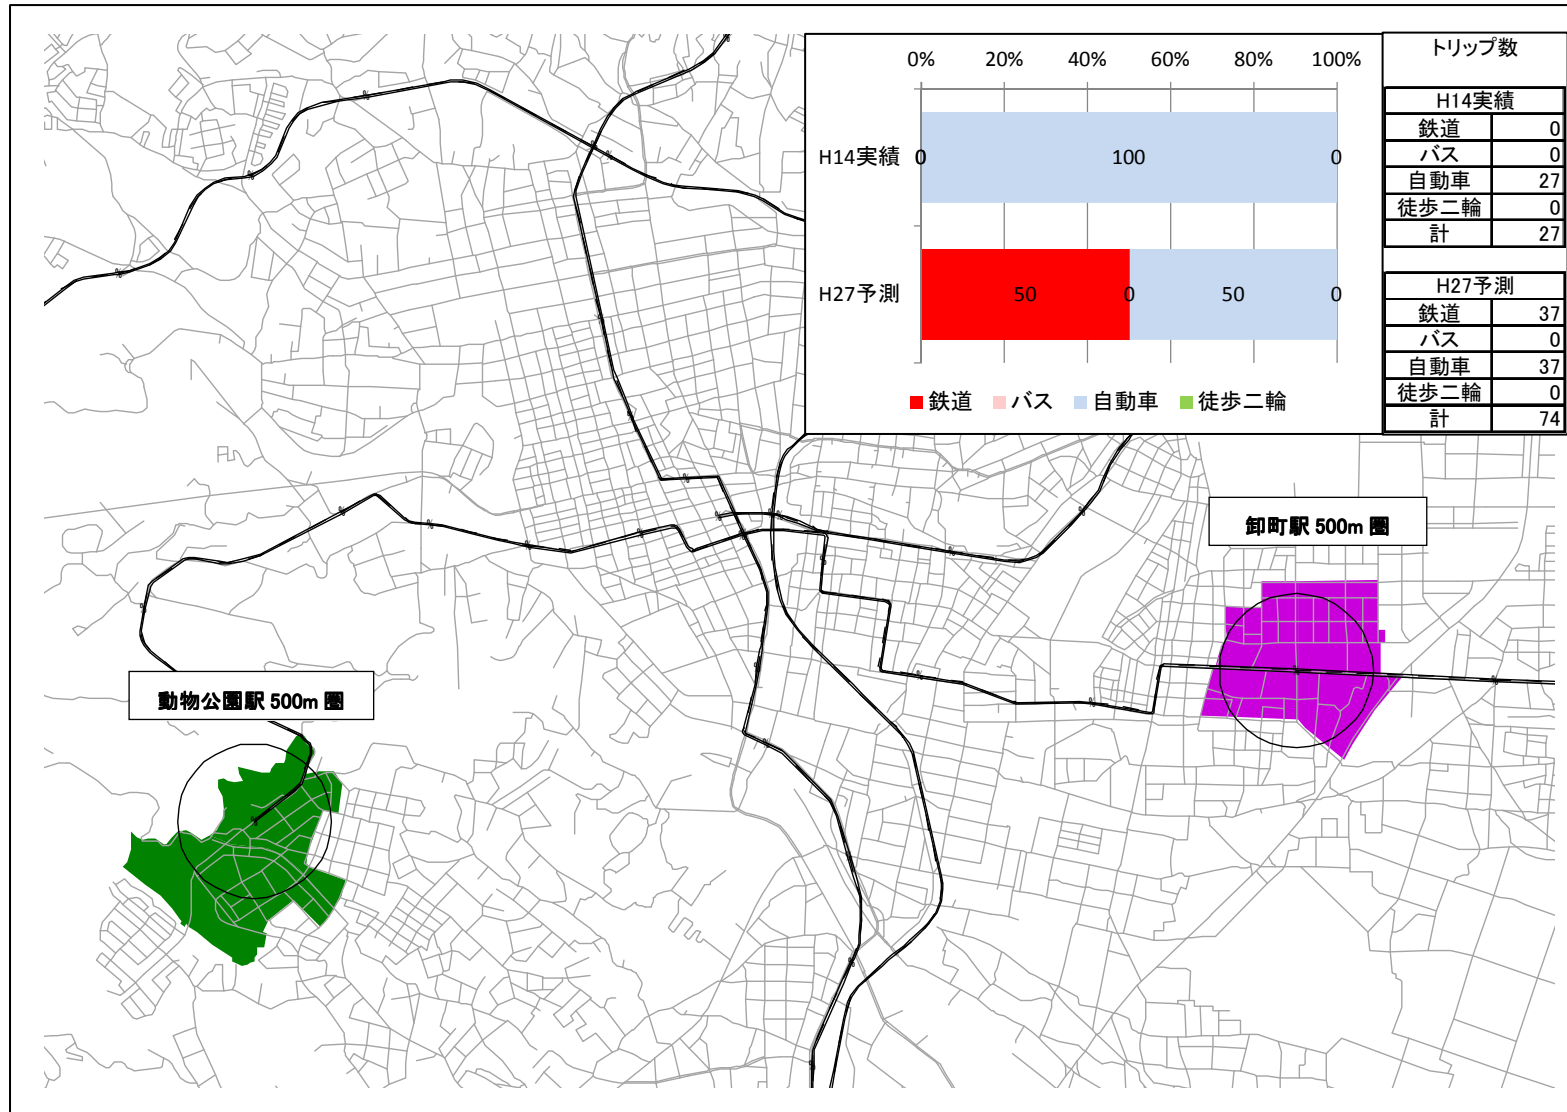 0% 20% 40% 60% 80% 100%
H14実績 0 100 0
H27予測 50 0 50 0
鉄道 バス 自動車 徒歩二輪
トリップ数
H14実績
鉄道 0
バス 0
自動車 27
徒歩二輪 0
計 27
H27予測
鉄道 37
バス 0
自動車 37
徒歩二輪 0
計 74
卸町駅 500m 圏
動物公園駅 500m 圏